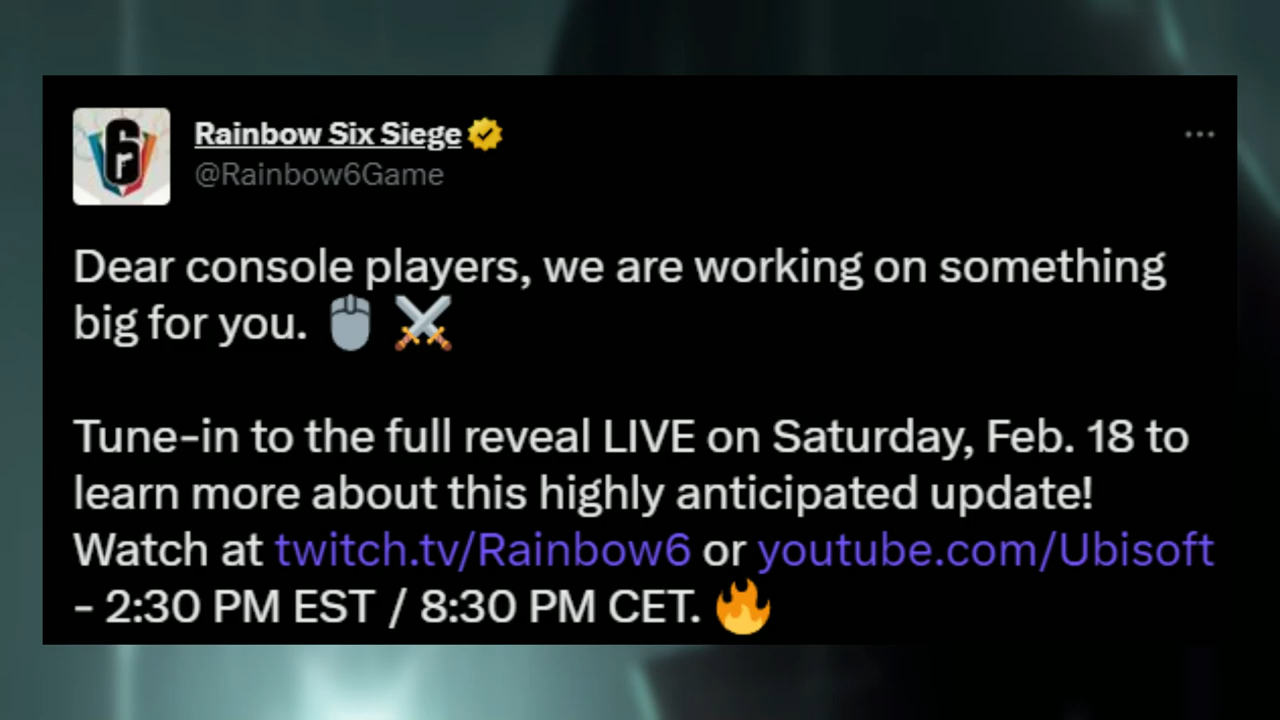 Rainbow Six Siege
@Rainbow6Game
Dear console players, we are working on something
big for you. 🖱️ ⚔️
Tune-in to the full reveal LIVE on Saturday, Feb. 18 to
learn more about this highly anticipated update!
Watch at twitch.tv/Rainbow6 or youtube.com/Ubisoft
- 2:30 PM EST / 8:30 PM CET. 🔥